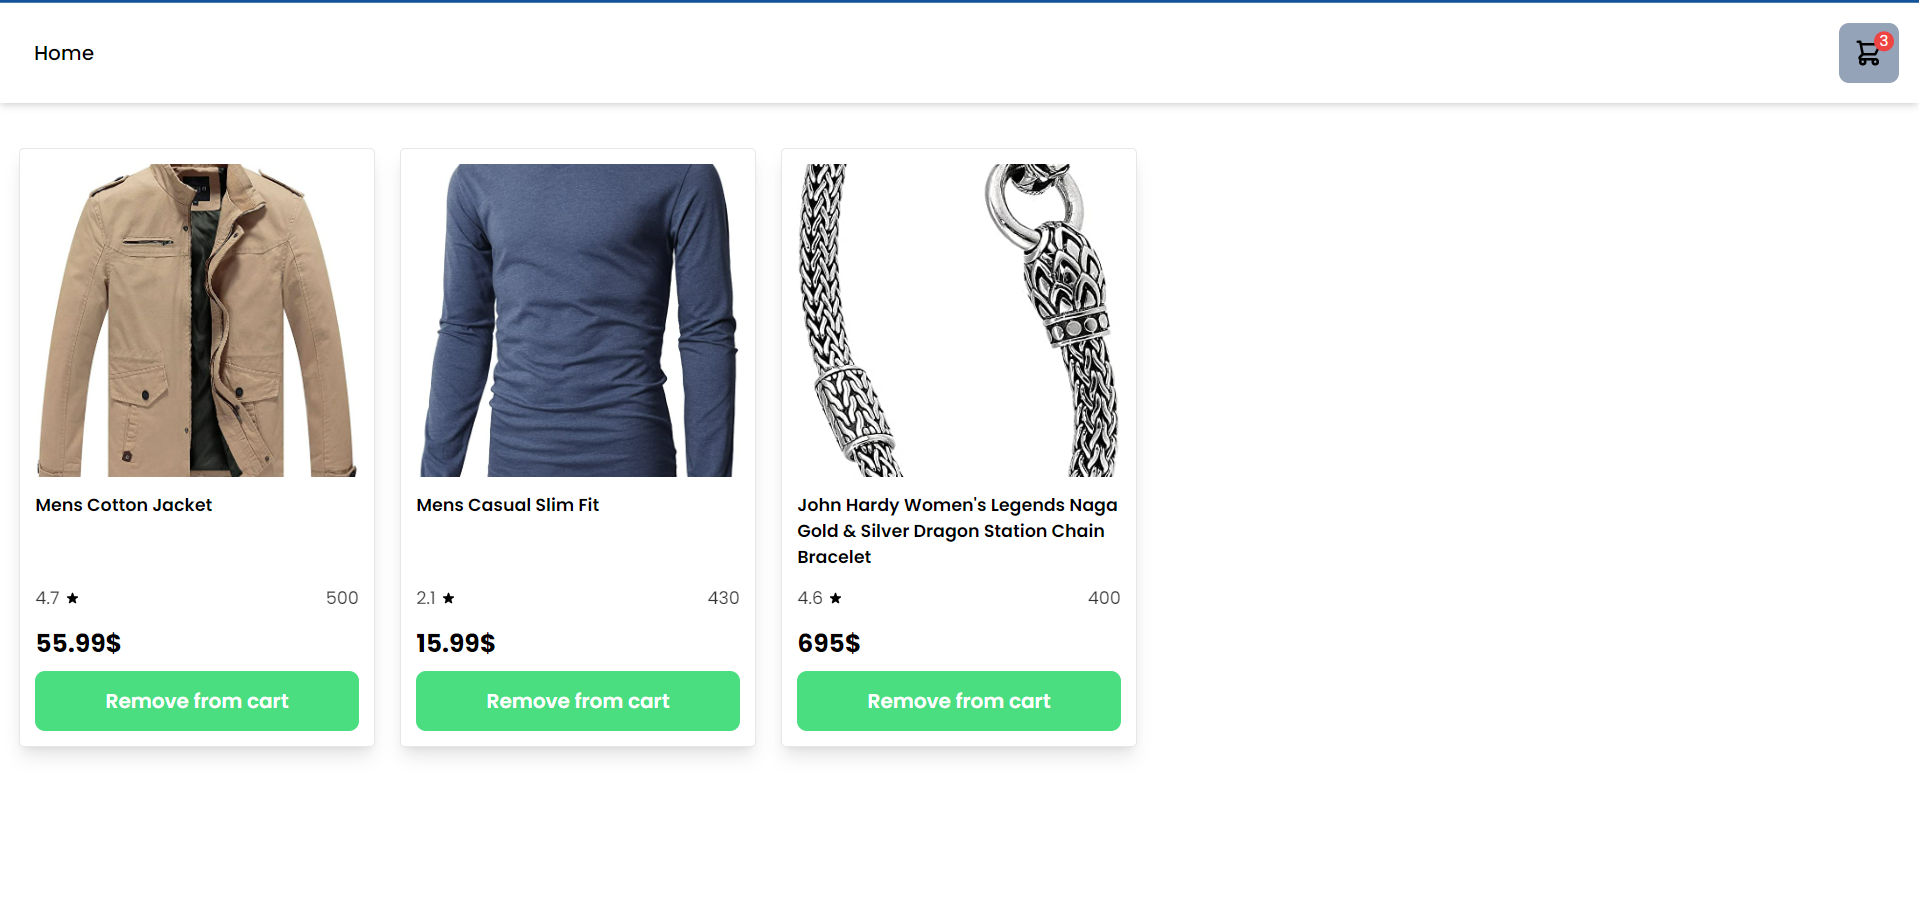 Home
3
Mens Cotton Jacket
4.7 ★ 500
55.99$
Remove from cart
Mens Casual Slim Fit
2.1 ★ 430
15.99$
Remove from cart
John Hardy Women's Legends Naga
Gold & Silver Dragon Station Chain
Bracelet
4.6 ★ 400
695$
Remove from cart